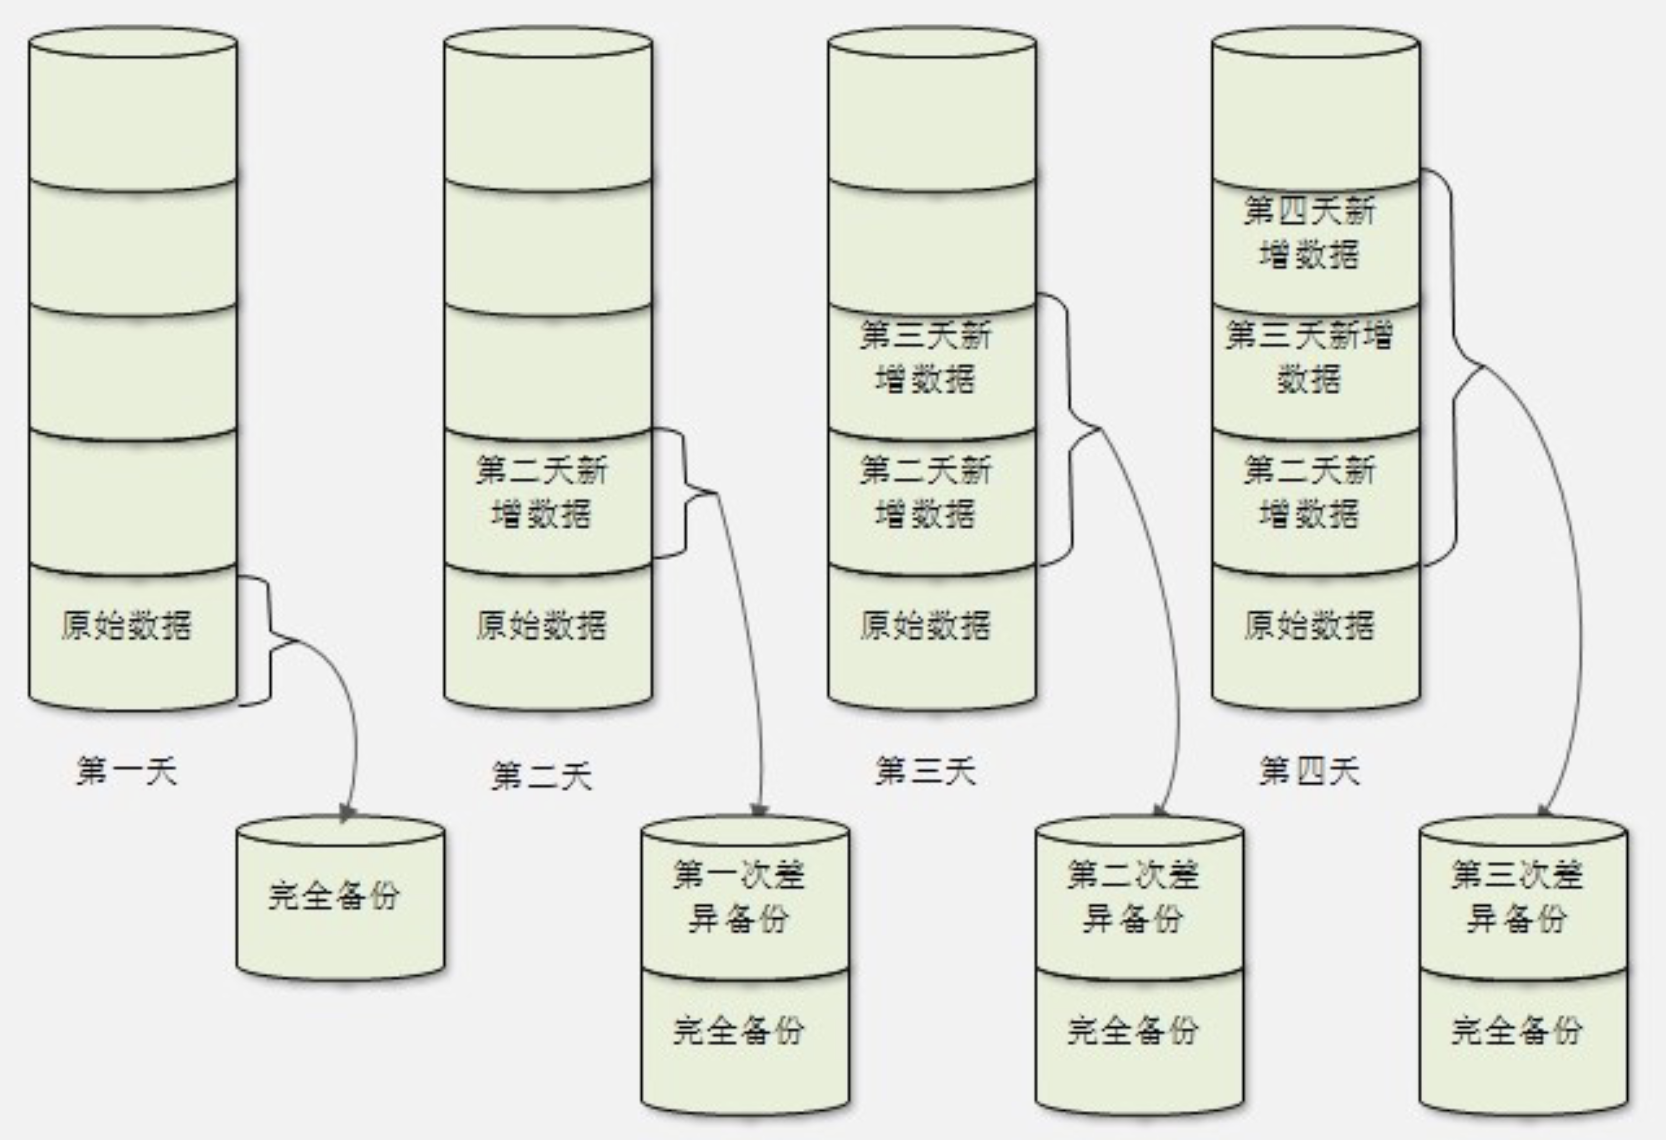 第四天新
增数据
第三天新
增数据
第三天新增
数据
第二天新
增数据
第二天新
增数据
第二天新
增数据
原始数据
原始数据
原始数据
原始数据
第一天
第二天
第三天
第四天
完全备份
第一次差
异备份
第二次差
异备份
第三次差
异备份
完全备份
完全备份
完全备份